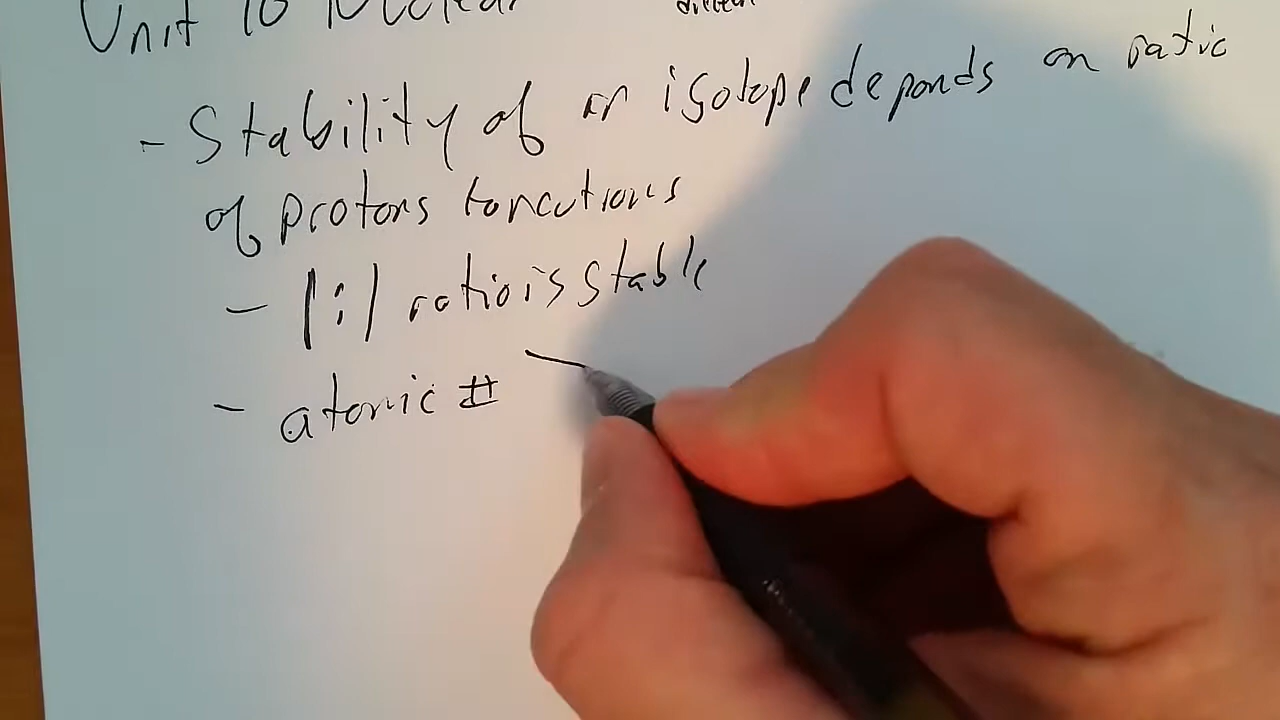 Unit 10 Nuclear
- Stability of an isotope depends on ratio
of protons to neutrons
- 1:1 ratio is stable
- atomic #